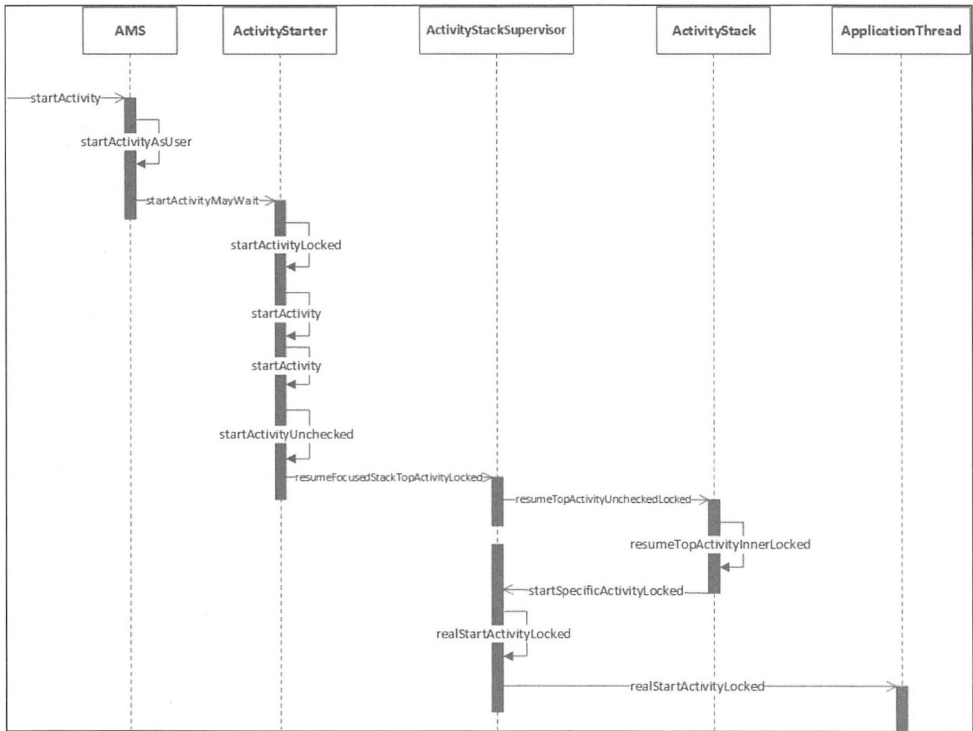 AMS
ActivityStarter
ActivityStackSupervisor
ActivityStack
ApplicationThread
startActivity
startActivityAsUser
startActivityMayWait
startActivityLocked
startActivity
startActivity
startActivityUnchecked
resumeFocusedStackTopActivityLocked
resumeTopActivityUncheckedLocked
resumeTopActivityInnerLocked
startSpecificActivityLocked
realStartActivityLocked
realStartActivityLocked